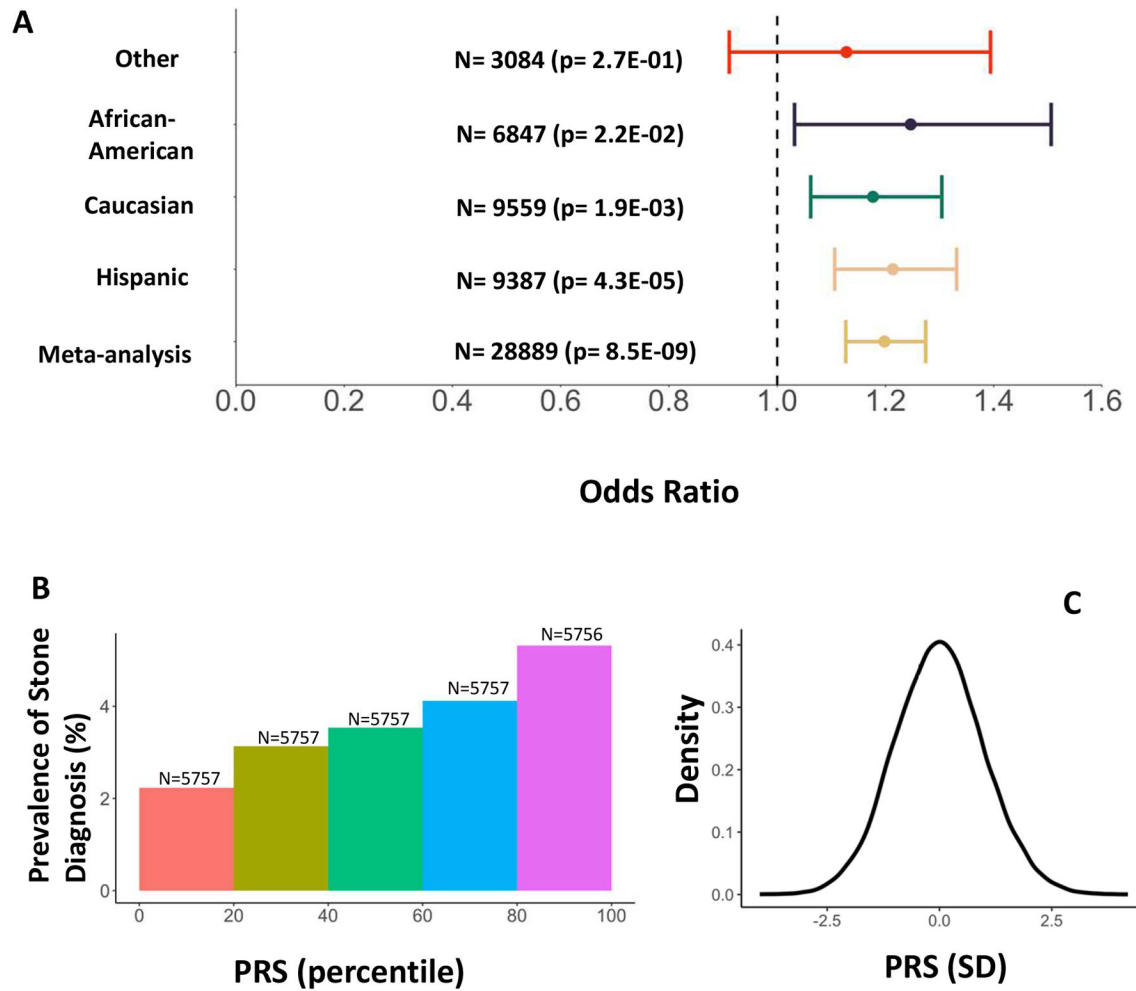 A
Other N= 3084 (p= 2.7E-01)
African-
American N= 6847 (p= 2.2E-02)
Caucasian N= 9559 (p= 1.9E-03)
Hispanic N= 9387 (p= 4.3E-05)
Meta-analysis N= 28889 (p= 8.5E-09)
0.0 0.2 0.4 0.6 0.8 1.0 1.2 1.4 1.6
Odds Ratio
B
Prevalence of Stone
Diagnosis (%)
4
2
0
N=5757
N=5757
N=5757
N=5757
N=5756
0 20 40 60 80 100
PRS (percentile)
C
Density
0.4
0.3
0.2
0.1
0.0
-2.5 0.0 2.5
PRS (SD)